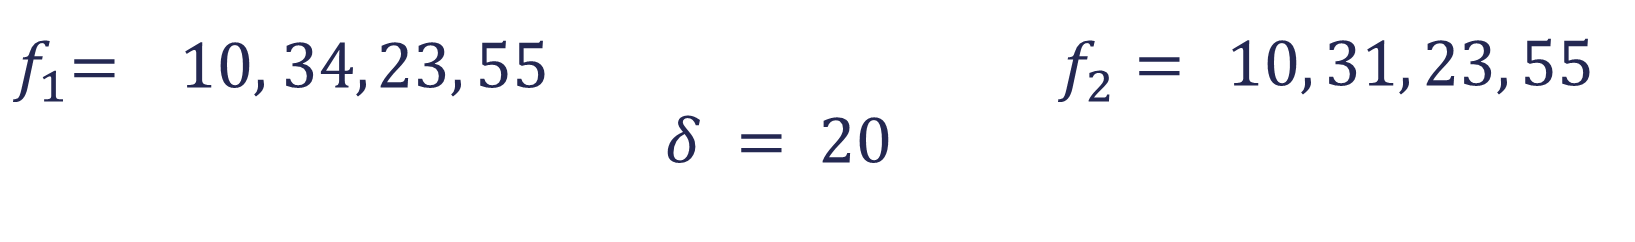 f₁ = 10, 34, 23, 55
f₂ = 10, 31, 23, 55
δ = 20